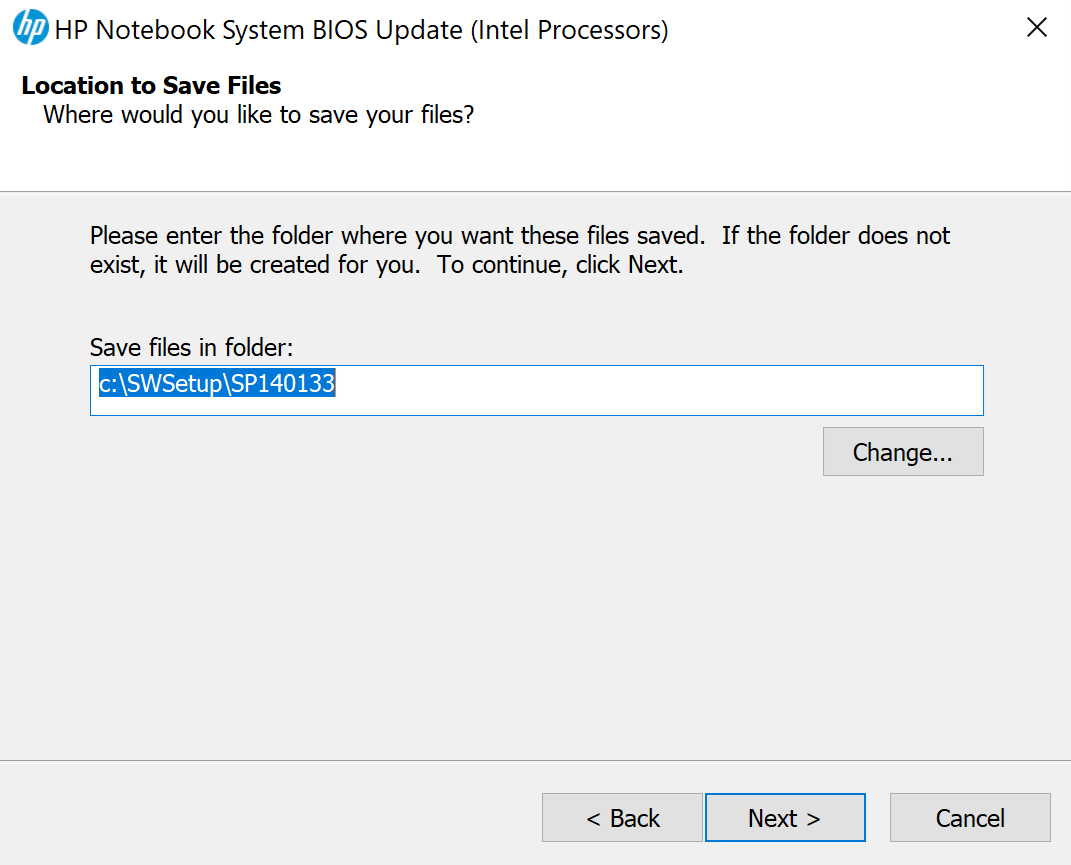 hp HP Notebook System BIOS Update (Intel Processors)
Location to Save Files
Where would you like to save your files?
Please enter the folder where you want these files saved.  If the folder does not
exist, it will be created for you.  To continue, click Next.
Save files in folder:
c:\SWSetup\SP140133
Change...
< Back Next > Cancel